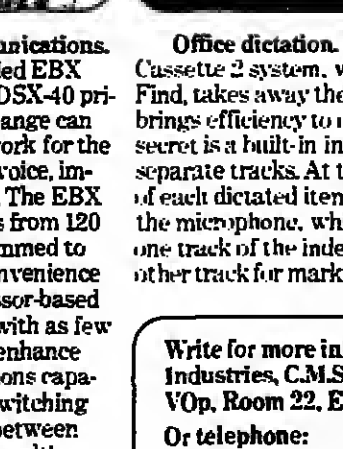 unications.
ed EBX
DSX-40 pri-
ange can
ork for the
voice, im-
The EBX
s from 120
mmed to
nvenience
ssor-based
with as few
enhance
ons capa-
witching
between
Office dictation.
Cassette 2 system, w
Find, takes away the
brings efficiency to
secret is a built-in in
separate tracks. At t
of each dictated item
the microphone, wh
one track of the inde
other track for mark
Write for more in
Industries, C.M.S
VOp, Room 22, E
Or telephone: